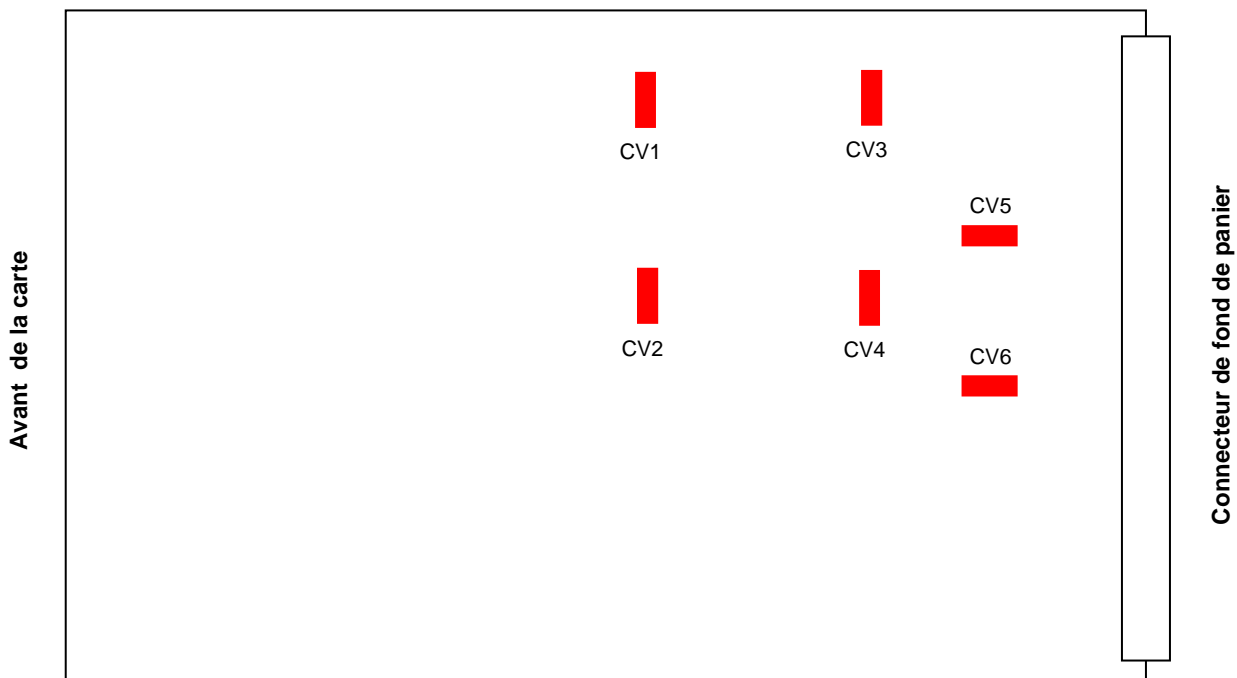 CV1
CV3
CV5
CV2
CV4
CV6
Avant de la carte
Connecteur de fond de panier